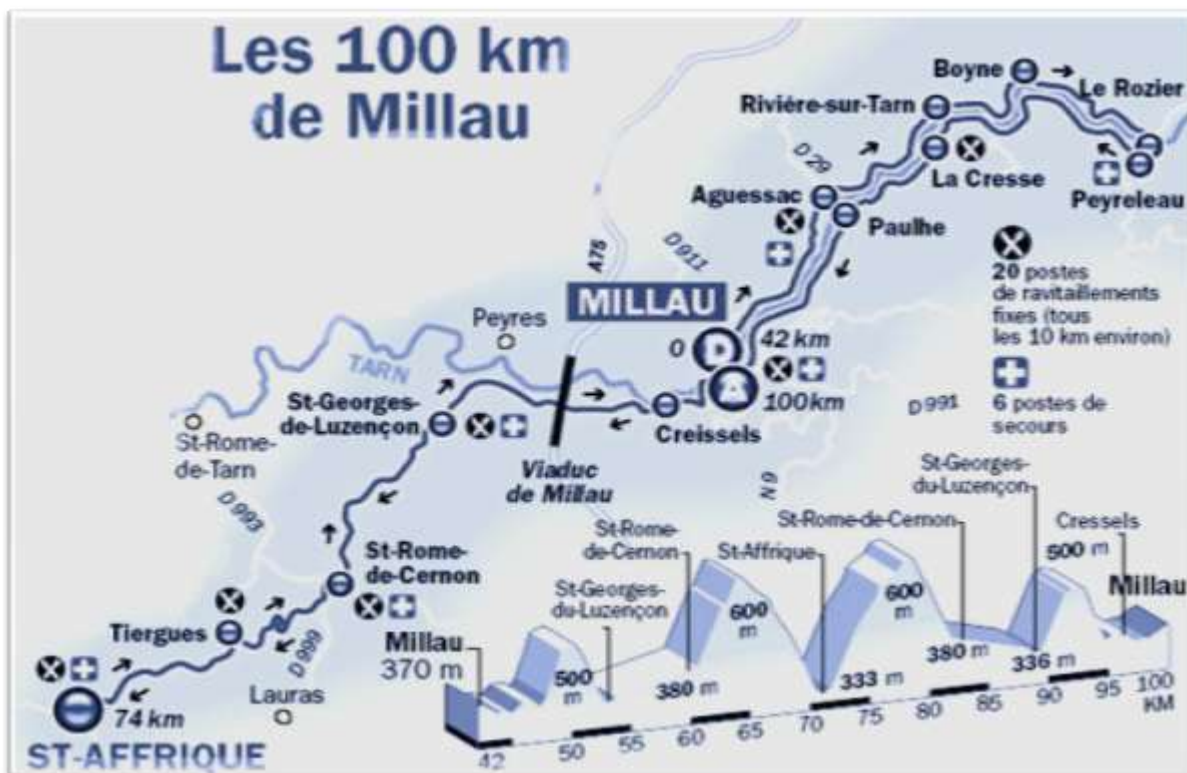 Les 100 km
de Millau
Boyne
Le Rozier
Rivière-sur-Tarn
D 29
La Cresse
Aguessac
Peyreleau
Paulhe
A75
D 911
MILLAU
20 postes
de ravitaillements
fixes (tous
les 10 km environ)
Peyres
0
42 km
TARN
100 km
6 postes de
secours
St-Georges-
de-Luzençon
Creissels
D 991
St-Rome-
de-Tarn
Viaduc
de Millau
N 9
D 993
St-Rome-
de-Cernon
Tiergues
D 999
Lauras
74 km
ST-AFFRIQUE
St-Georges-
du-Luzençon
St-Rome-
de-Cernon
St-Rome-de-Cernon
Cressels
St-Affrique
500 m
St-Georges-
du-Luzençon
Millau
600
m
600
m
Millau
370 m
500
m
380 m
333 m
380 m
336 m
42
50
55
60
65
70
75
80
85
90
95
100
KM